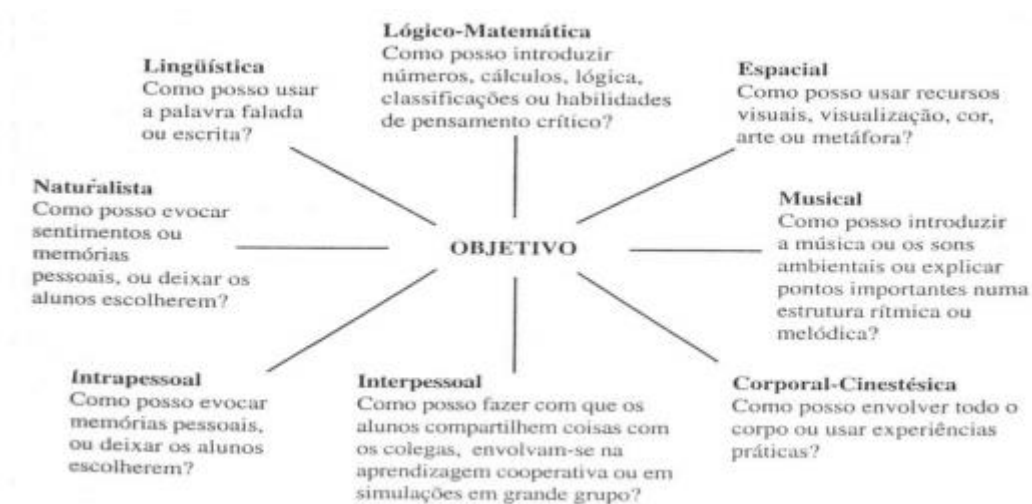 Lógico-Matemática
Como posso introduzir
números, cálculos, lógica,
classificações ou habilidades
de pensamento crítico?
Lingüística
Como posso usar
a palavra falada
ou escrita?
Espacial
Como posso usar recursos
visuais, visualização, cor,
arte ou metáfora?
Naturalista
Como posso evocar
sentimentos ou
memórias
pessoais, ou deixar os
alunos escolherem?
OBJETIVO
Musical
Como posso introduzir
a música ou os sons
ambientais ou explicar
pontos importantes numa
estrutura rítmica ou
melódica?
Intrapessoal
Como posso evocar
memórias pessoais,
ou deixar os alunos
escolherem?
Interpessoal
Como posso fazer com que os
alunos compartilhem coisas com
os colegas, envolvam-se na
aprendizagem cooperativa ou em
simulações em grande grupo?
Corporal-Cinestésica
Como posso envolver todo o
corpo ou usar experiências
práticas?